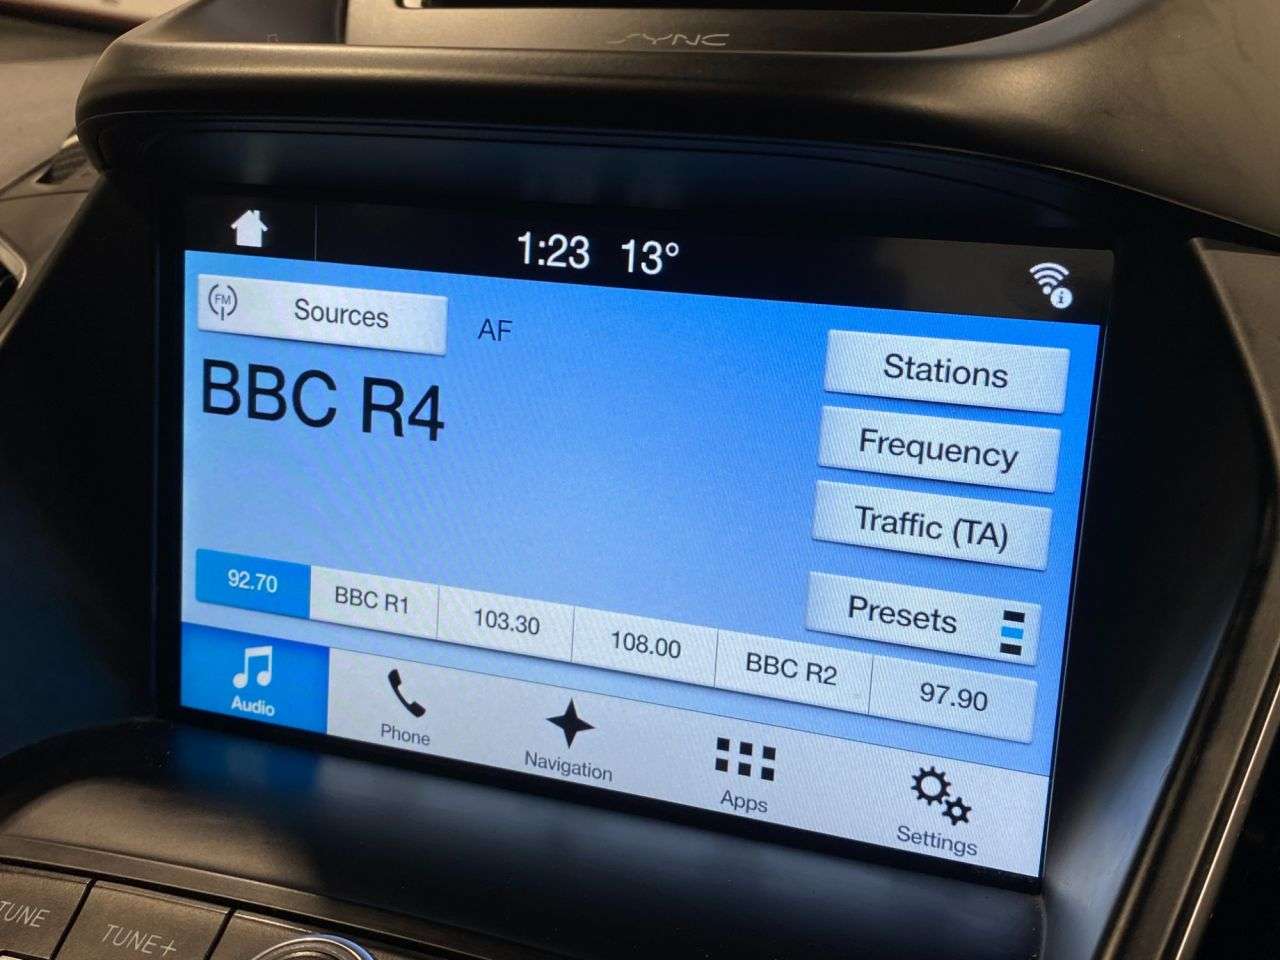 SYNC
1:23 13°
i
FM
Sources
AF
BBC R4
Stations
Frequency
Traffic (TA)
Presets
92.70
BBC R1
103.30
108.00
BBC R2
97.90
Audio
Phone
Navigation
Apps
Settings
TUNE
TUNE+